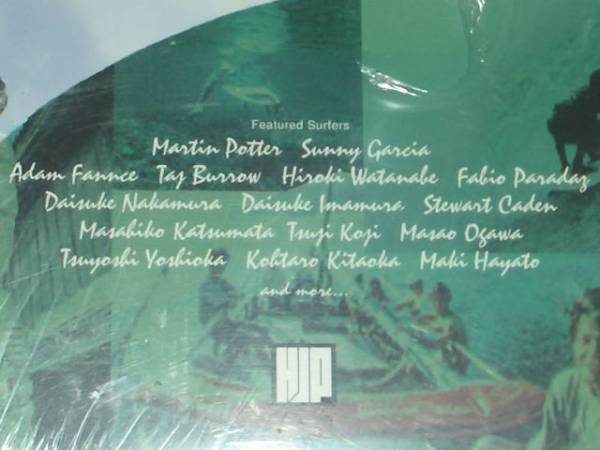 Featured Surfers
Martin Potter Sunny Garcia
Adam Fannce Taj Burrow Hiroki Watanabe Fabio Paradaz
Daisuke Nakamura Daisuke Imamura Stewart Caden
Masahiko Katsumata Tsuji Koji Masao Ogawa
Tsuyoshi Yoshioka Kohtaro Kitaoka Maki Hayato
and more...
HJP